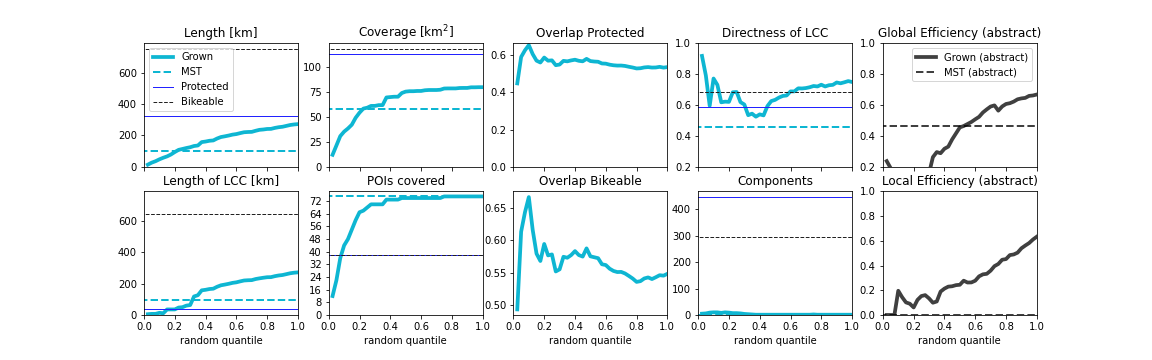 Length [km]
Coverage [km²]
Overlap Protected
Directness of LCC
Global Efficiency (abstract)
600
400
200
0
Grown
MST
Protected
Bikeable
100
75
50
25
0
0.6
0.4
0.2
0.0
1.0
0.8
0.6
0.4
0.2
1.0
0.8
0.6
0.4
0.2
Grown (abstract)
MST (abstract)
Length of LCC [km]
POIs covered
Overlap Bikeable
Components
Local Efficiency (abstract)
600
400
200
0
72
64
56
48
40
32
24
16
8
0
0.65
0.60
0.55
0.50
400
300
200
100
0
1.0
0.8
0.6
0.4
0.2
0.0
0.0 0.2 0.4 0.6 0.8 1.0
0.0 0.2 0.4 0.6 0.8 1.0
0.0 0.2 0.4 0.6 0.8 1.0
0.0 0.2 0.4 0.6 0.8 1.0
0.0 0.2 0.4 0.6 0.8 1.0
random quantile
random quantile
random quantile
random quantile
random quantile